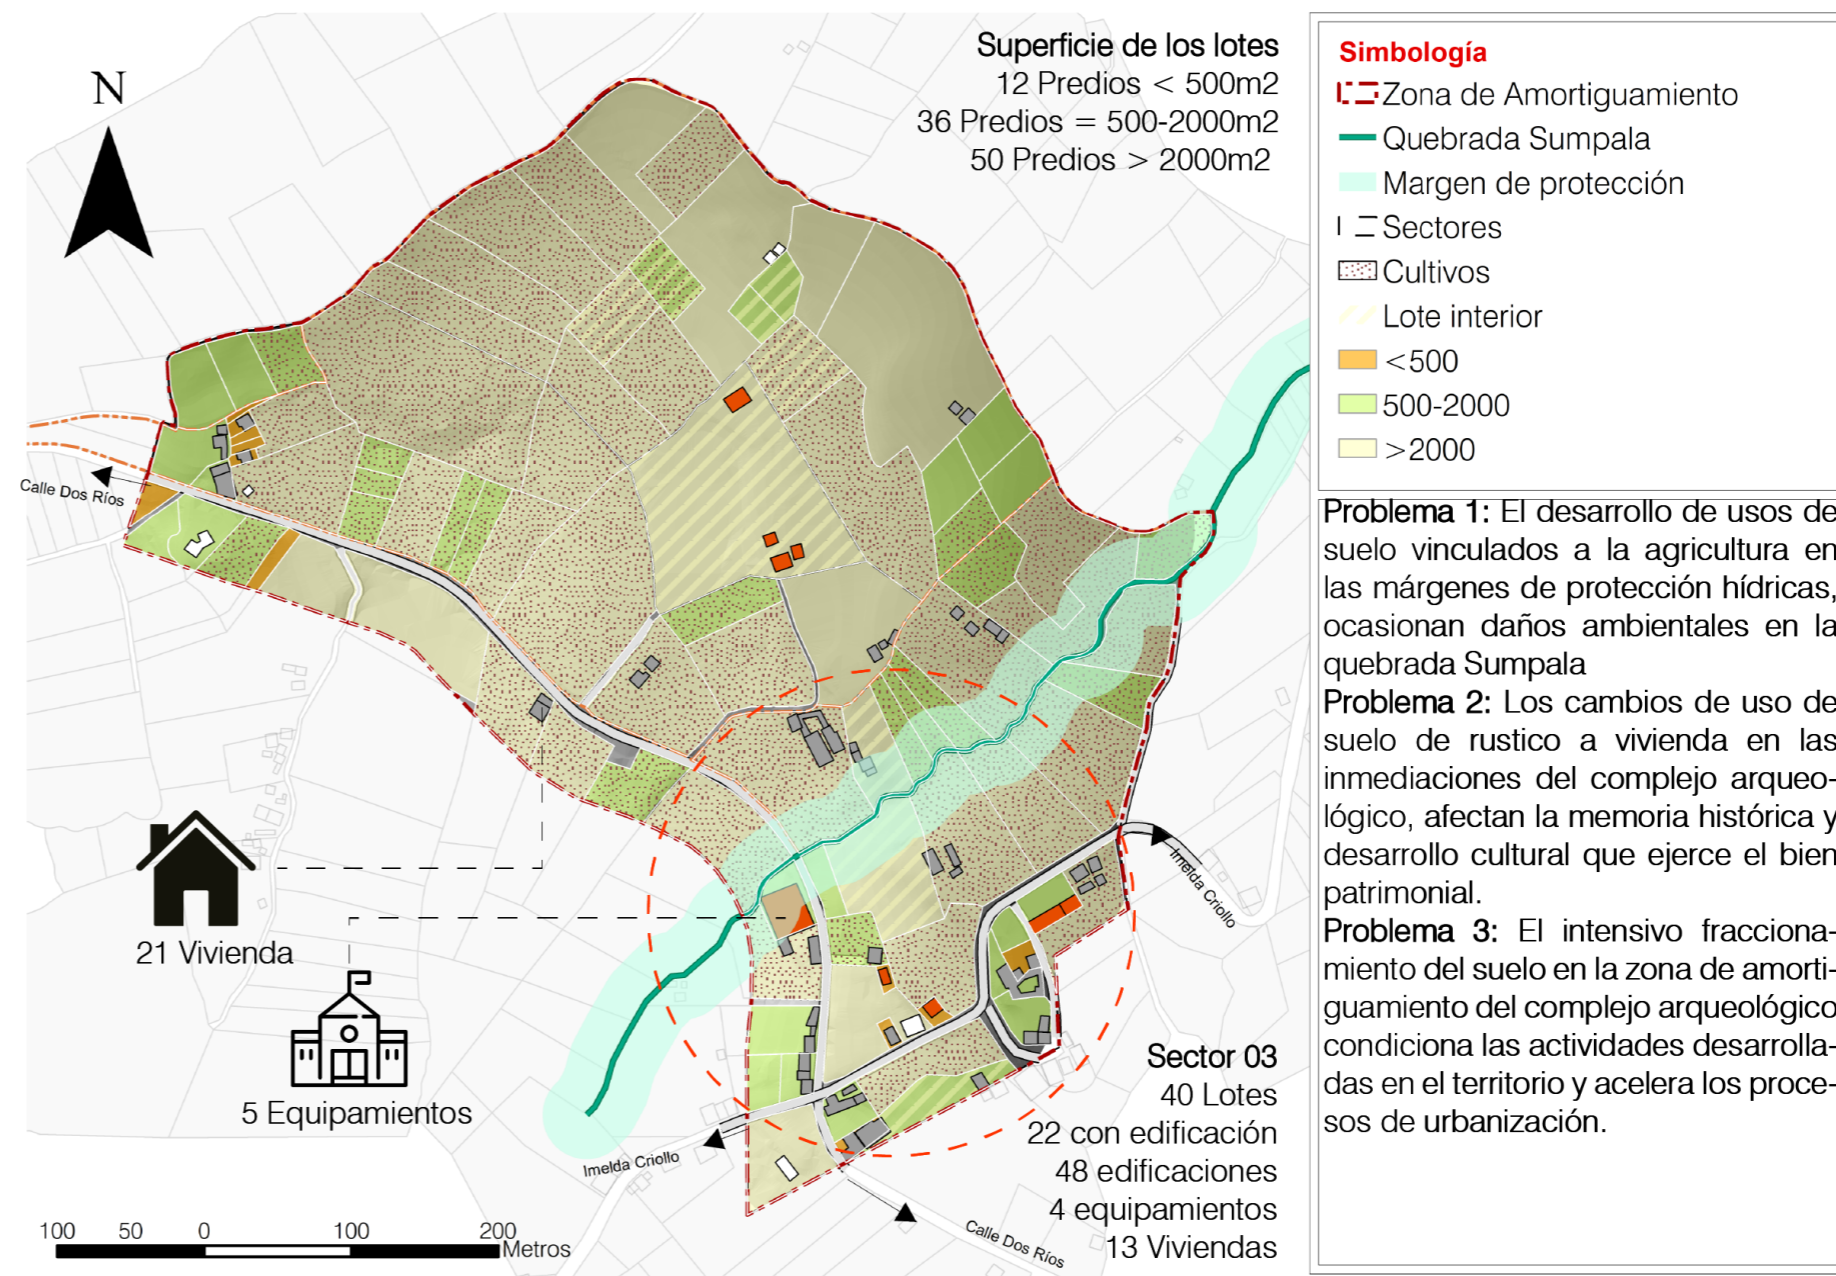 N
Superficie de los lotes
12 Predios < 500m2
36 Predios = 500-2000m2
50 Predios > 2000m2
Calle Dos Ríos
21 Vivienda
5 Equipamientos
Imelda Criollo
Imelda Criollo
Calle Dos Ríos
Sector 03
40 Lotes
22 con edificación
48 edificaciones
4 equipamientos
13 Viviendas
100 50 0 100 200
Metros
Simbología
Zona de Amortiguamiento
Quebrada Sumpala
Margen de protección
Sectores
Cultivos
Lote interior
<500
500-2000
>2000
Problema 1: El desarrollo de usos de
suelo vinculados a la agricultura en
las márgenes de protección hídricas,
ocasionan daños ambientales en la
quebrada Sumpala
Problema 2: Los cambios de uso de
suelo de rustico a vivienda en las
inmediaciones del complejo arqueo-
lógico, afectan la memoria histórica y
desarrollo cultural que ejerce el bien
patrimonial.
Problema 3: El intensivo fracciona-
miento del suelo en la zona de amorti-
guamiento del complejo arqueológico
condiciona las actividades desarrolla-
das en el territorio y acelera los proce-
sos de urbanización.